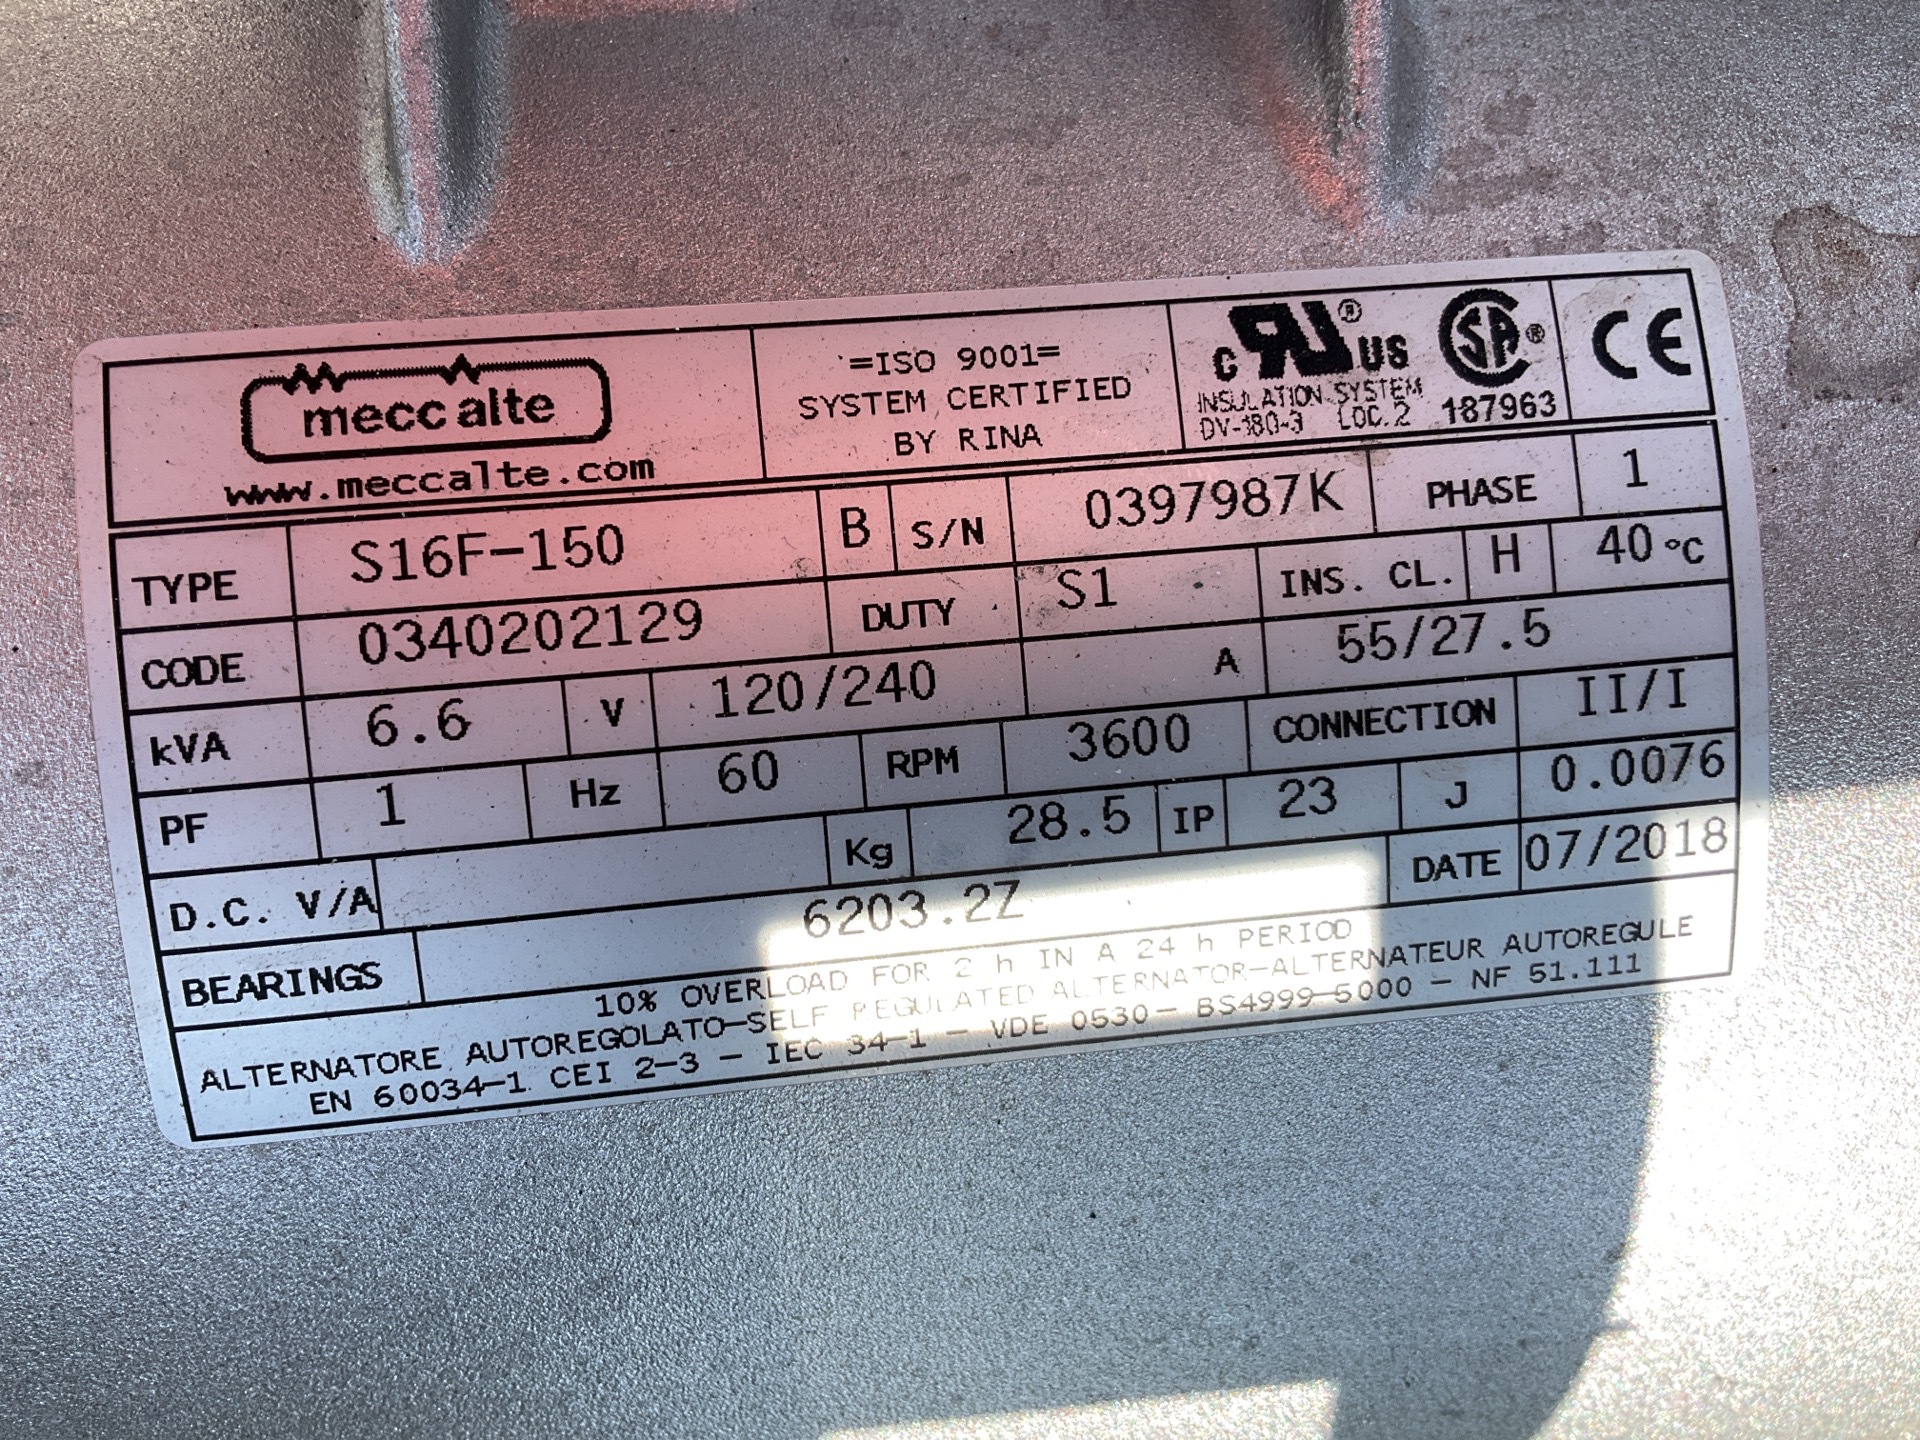 mecc alte
www.meccalte.com
=ISO 9001=
SYSTEM CERTIFIED
BY RINA
C RU ® US
INSULATION SYSTEM
DV-180-3 LOC.2
SA ®
187963
CE
TYPE S16F-150 B S/N 0397987K PHASE 1
CODE 0340202129 DUTY S1 INS. CL. H 40 °C
kVA 6.6 V 120/240 A 55/27.5
PF 1 Hz 60 RPM 3600 CONNECTION II/I
D.C. V/A Kg 28.5 IP 23 J 0.0076
BEARINGS 6203.2Z DATE 07/2018
10% OVERLOAD FOR 2 h IN A 24 h PERIOD
ALTERNATORE AUTOREGOLATO-SELF REGULATED ALTERNATOR-ALTERNATEUR AUTOREGULE
EN 60034-1 CEI 2-3 - IEC 34-1 - VDE 0530- BS4999-5000 - NF 51.111